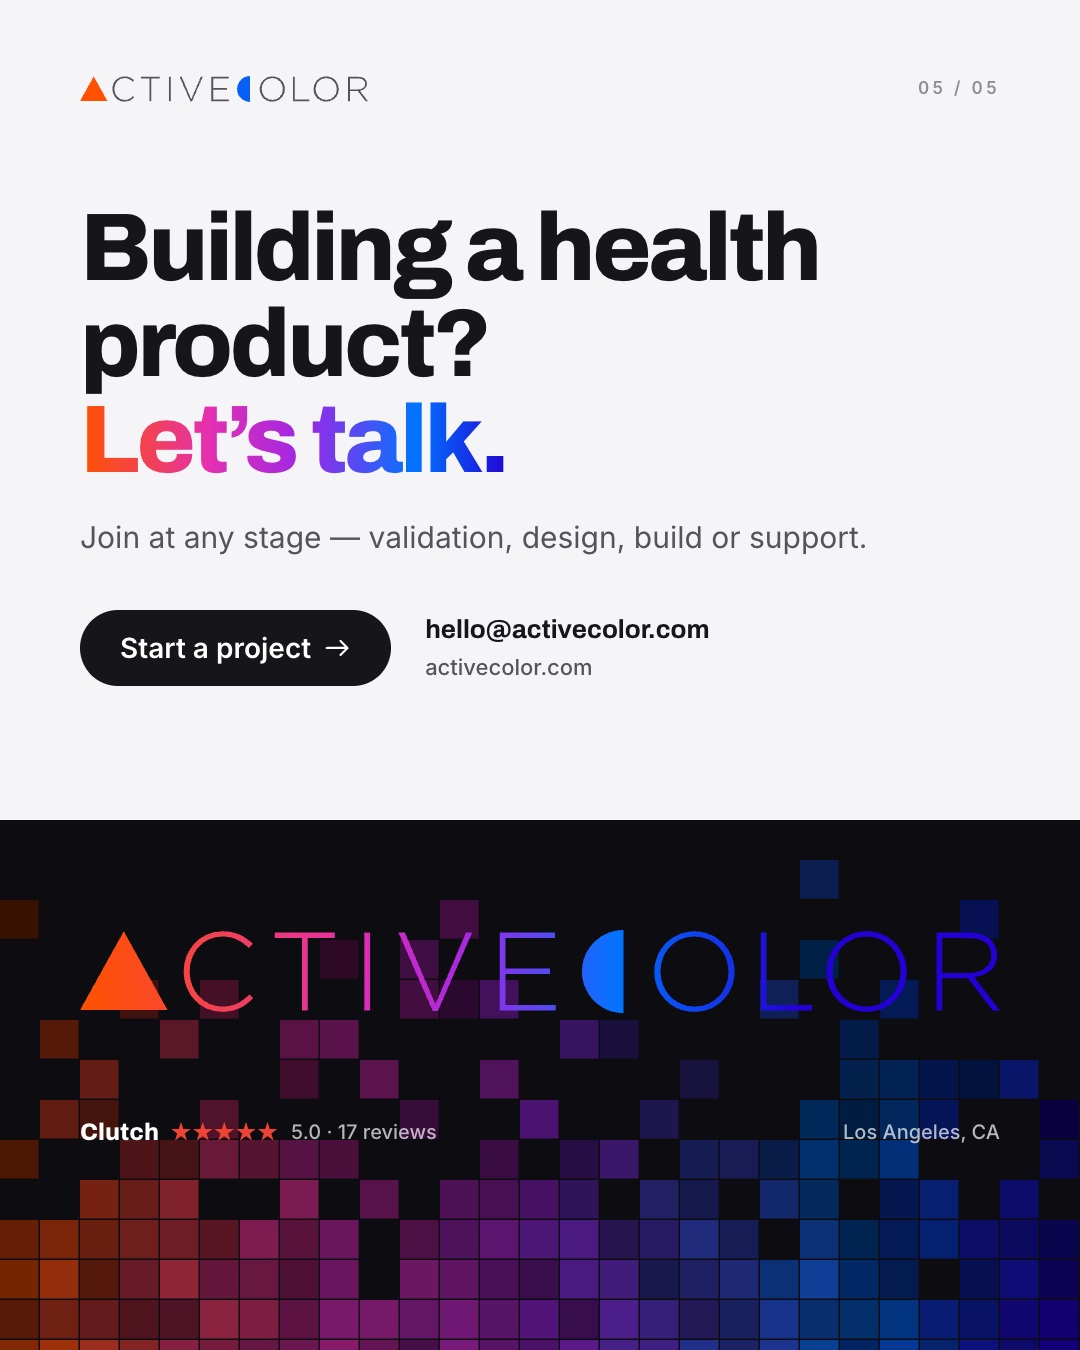 ACTIVECOLOR
05 / 05
Building a health
product?
Let’s talk.
Join at any stage — validation, design, build or support.
Start a project →
hello@activecolor.com
activecolor.com
ACTIVECOLOR
Clutch ★★★★★ 5.0 · 17 reviews
Los Angeles, CA